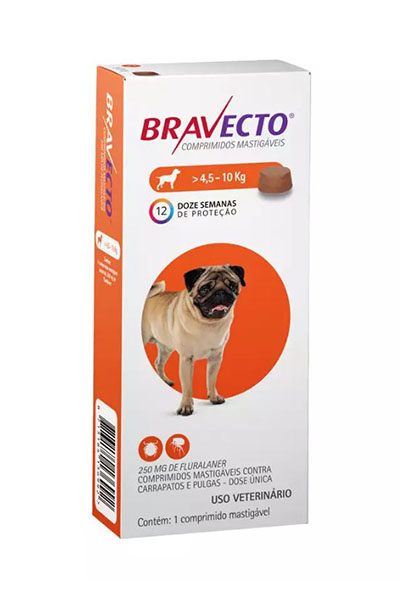 BRAVECTO®
COMPRIMIDOS MASTIGÁVEIS
> 4,5 – 10 Kg
12
DOZE SEMANAS
DE PROTEÇÃO
250 MG DE FLURALANER
COMPRIMIDOS MASTIGÁVEIS CONTRA
CARRAPATOS E PULGAS - DOSE ÚNICA
USO VETERINÁRIO
Contém: 1 comprimido mastigável
BRAVECTO